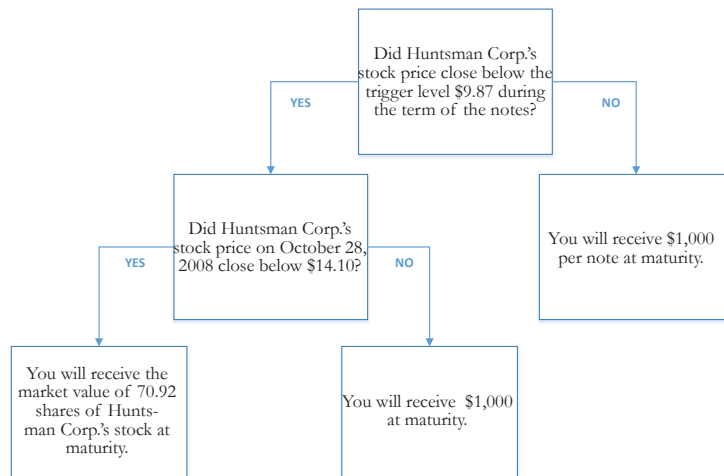 Did Huntsman Corp.'s
stock price close below the
trigger level $9.87 during
the term of the notes?
YES
NO
Did Huntsman Corp.'s
stock price on October 28,
2008 close below $14.10?
You will receive $1,000
per note at maturity.
YES
NO
You will receive the
market value of 70.92
shares of Hunts-
man Corp.'s stock at
maturity.
You will receive $1,000
at maturity.